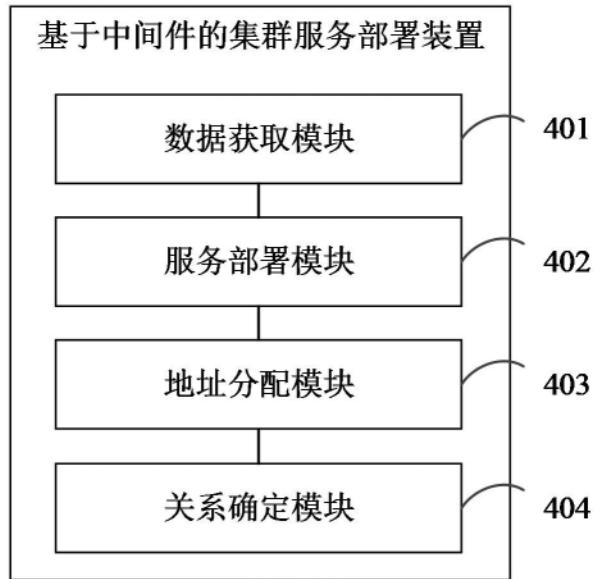 基于中间件的集群服务部署装置
数据获取模块
401
服务部署模块
402
地址分配模块
403
关系确定模块
404